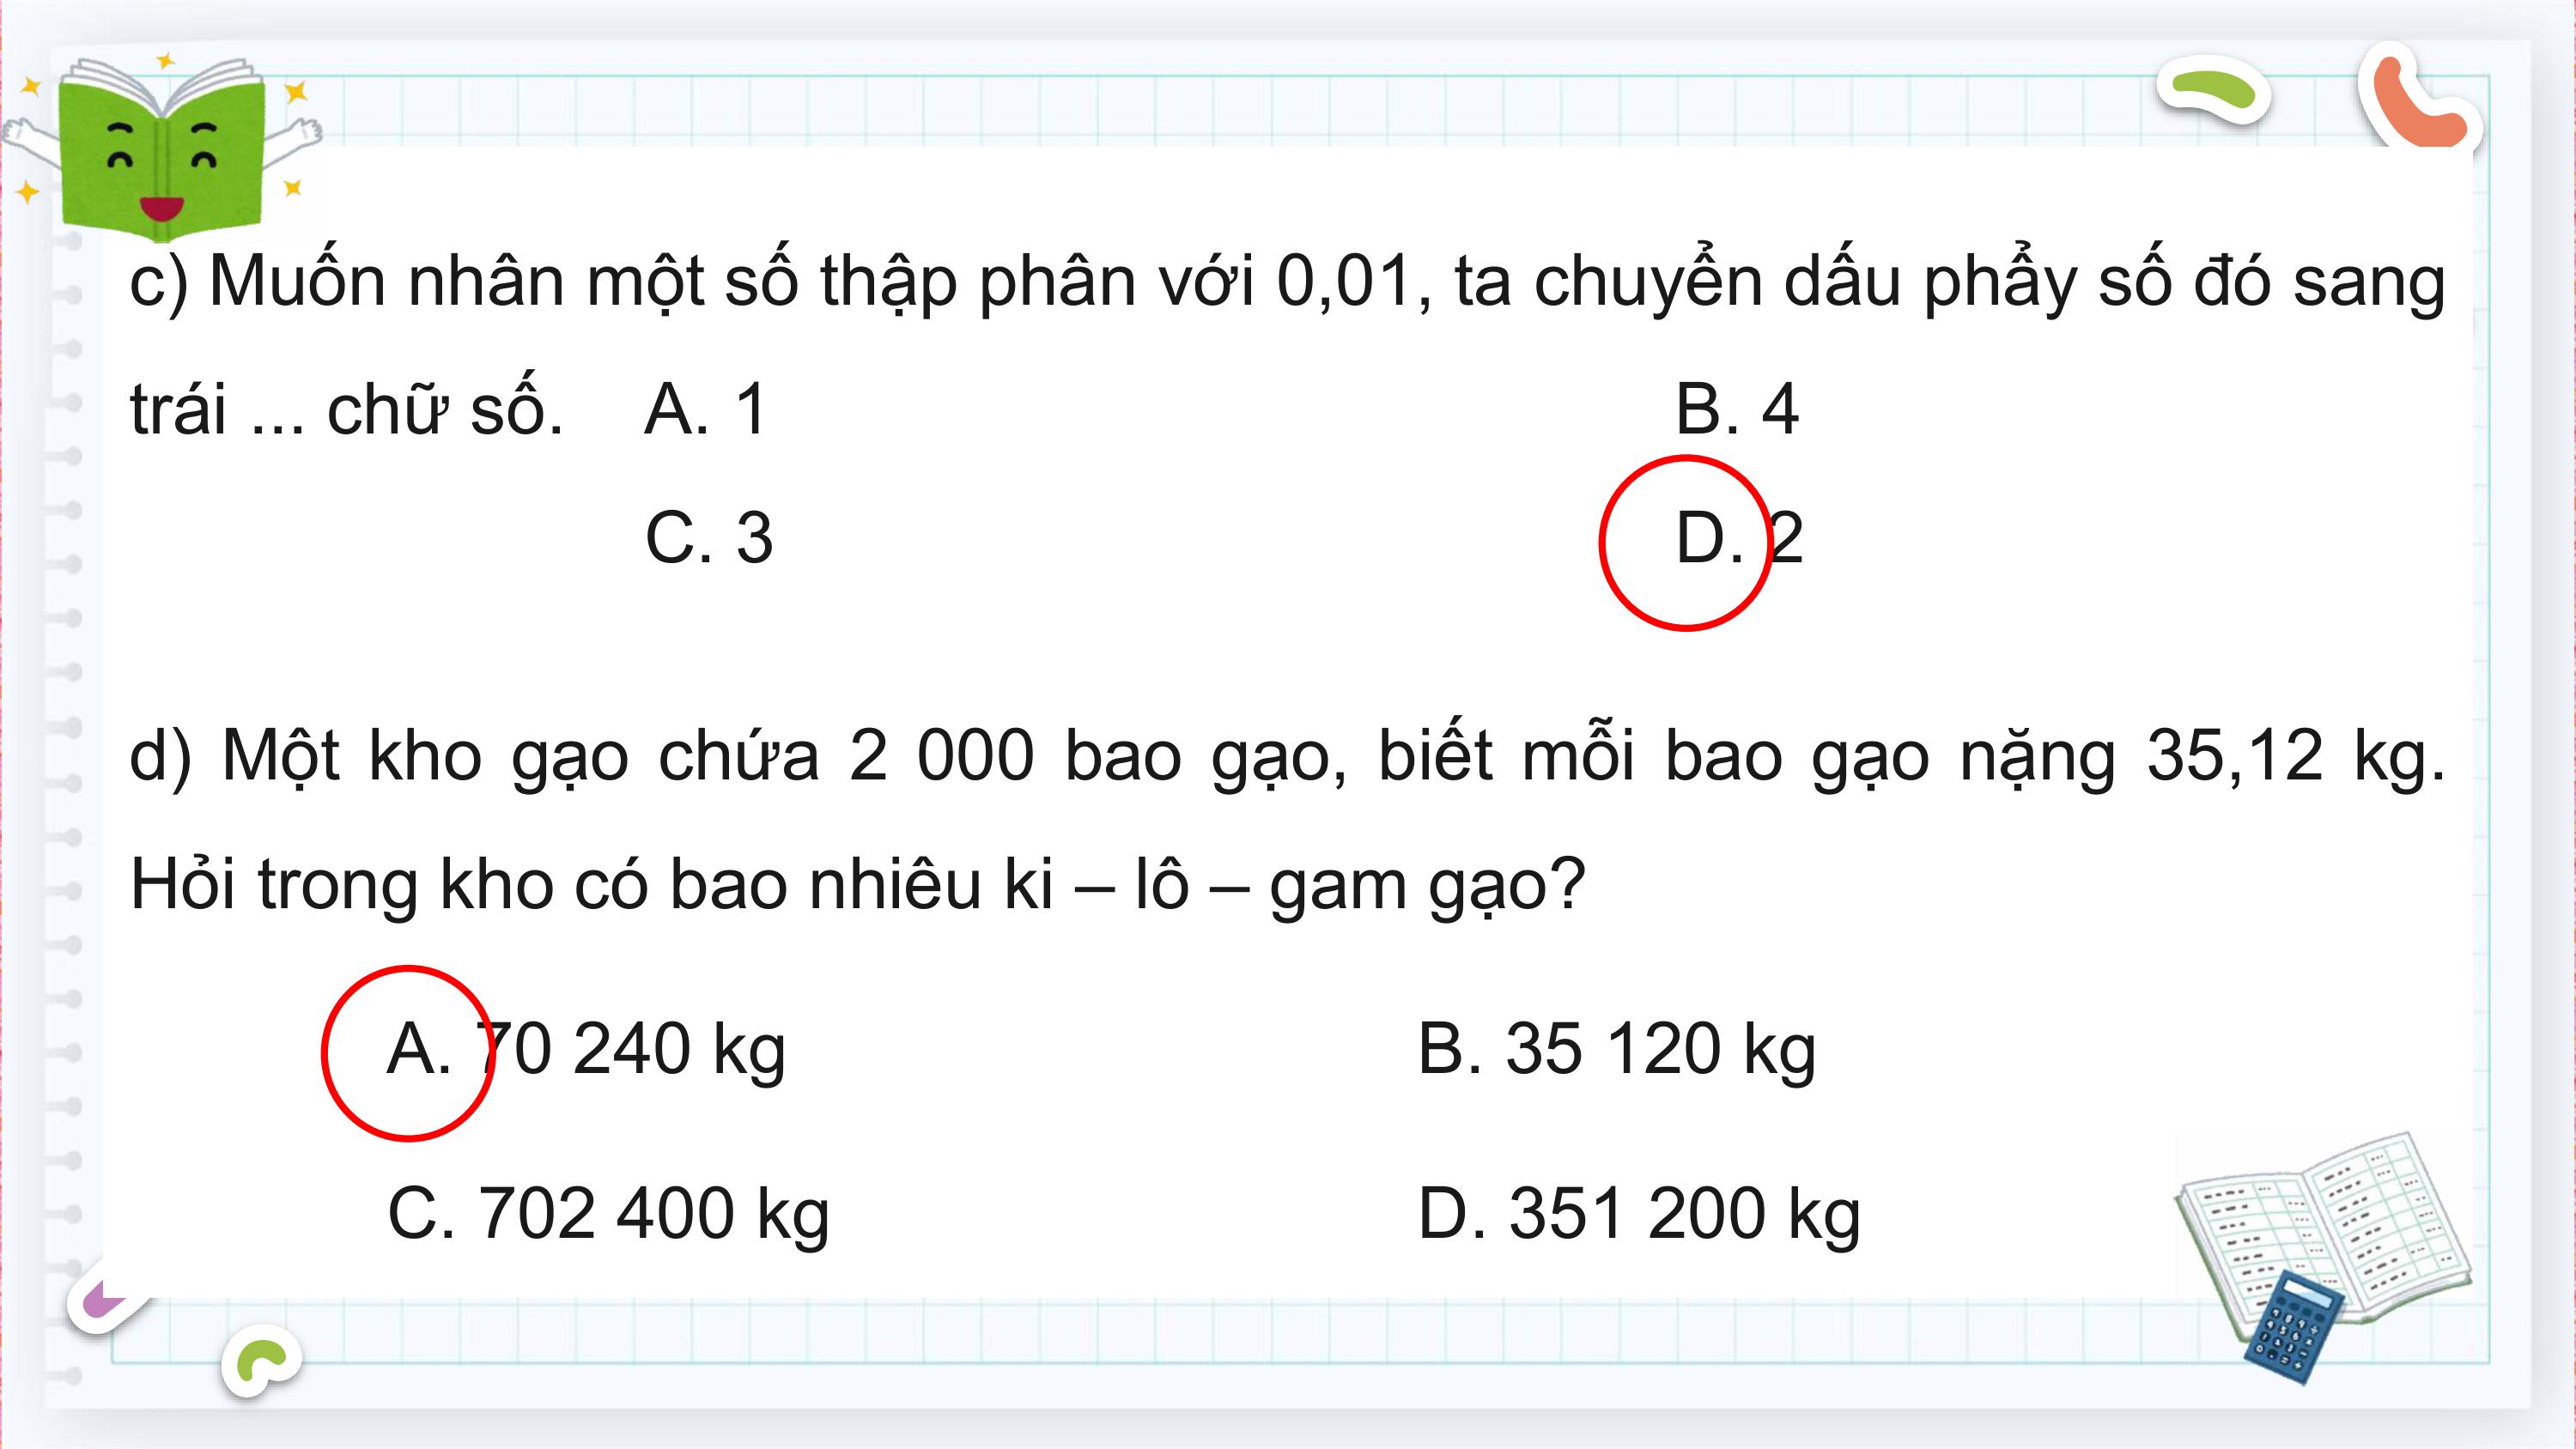 c) Muốn nhân một số thập phân với 0,01, ta chuyển dấu phẩy số đó sang
trái ... chữ số. A. 1 B. 4
C. 3 D. 2
d) Một kho gạo chứa 2 000 bao gạo, biết mỗi bao gạo nặng 35,12 kg.
Hỏi trong kho có bao nhiêu ki – lô – gam gạo?
A. 70 240 kg B. 35 120 kg
C. 702 400 kg D. 351 200 kg